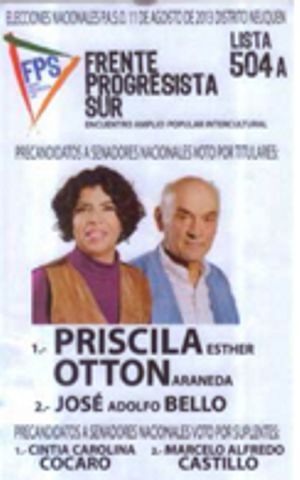 ELECCIONES NACIONALES P.A.S.O. 11 DE AGOSTO DE 2013 DISTRITO NEUQUEN
LISTA
504 A
FPS
FRENTE
PROGRESISTA
SUR
ENCUENTRO AMPLIO POPULAR INTERCULTURAL
PRECANDIDATOS A SENADORES NACIONALES VOTO POR TITULARES:
1.- PRISCILA ESTHER
OTTON ARANEDA
2.- JOSÉ ADOLFO BELLO
PRECANDIDATOS A SENADORES NACIONALES VOTO POR SUPLENTES:
1.- CINTIA CAROLINA
COCARO
2.- MARCELO ALFREDO
CASTILLO